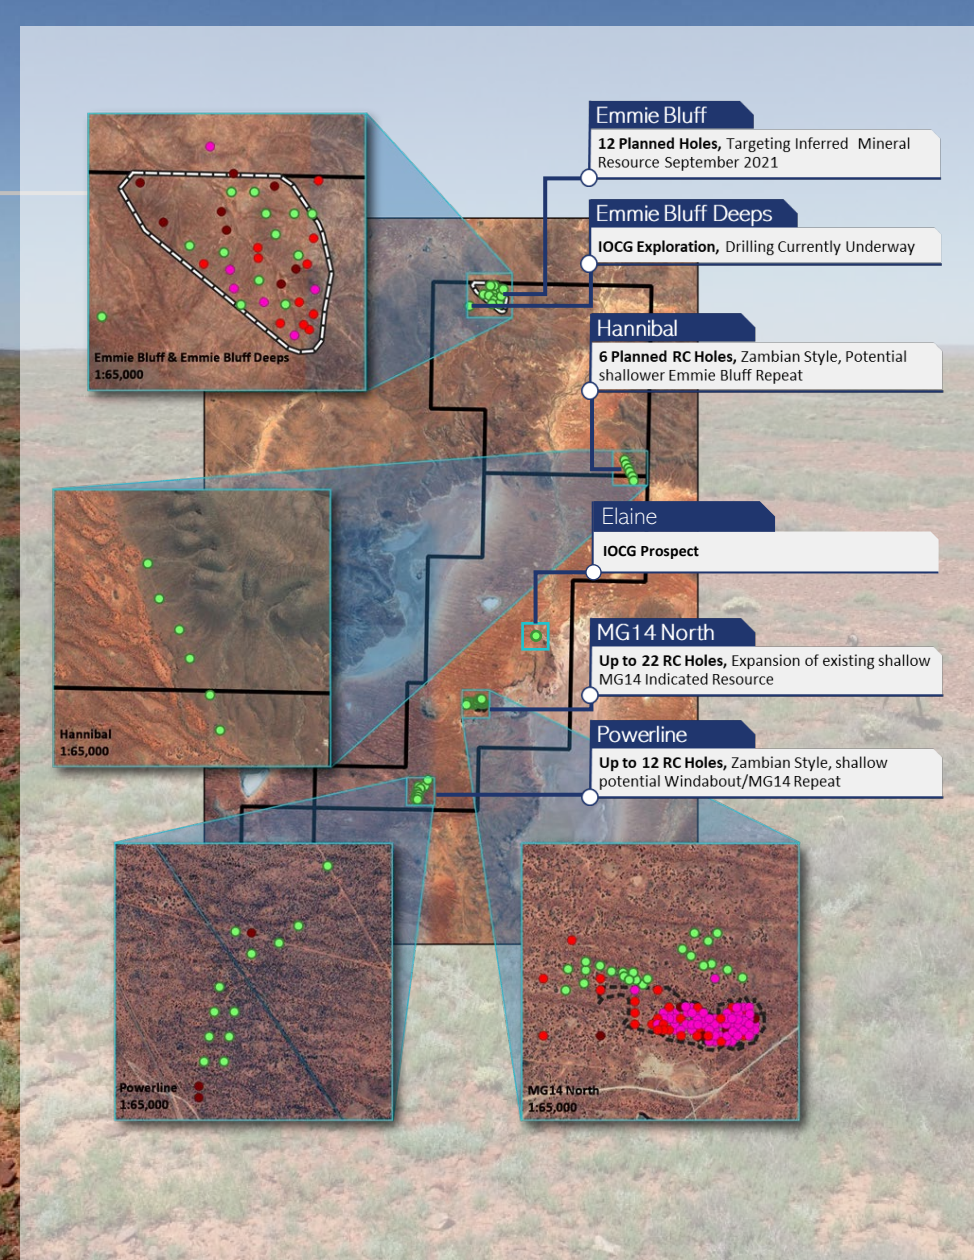 Emmie Bluff
12 Planned Holes, Targeting Inferred Mineral
Resource September 2021
Emmie Bluff Deeps
IOCG Exploration, Drilling Currently Underway
Hannibal
6 Planned RC Holes, Zambian Style, Potential
shallower Emmie Bluff Repeat
Emmie Bluff & Emmie Bluff Deeps
1:65,000
Elaine
IOCG Prospect
MG14 North
Up to 22 RC Holes, Expansion of existing shallow
MG14 Indicated Resource
Hannibal
1:65,000
Powerline
Up to 12 RC Holes, Zambian Style, shallow
potential Windabout/MG14 Repeat
Powerline
1:65,000
MG14 North
1:65,000